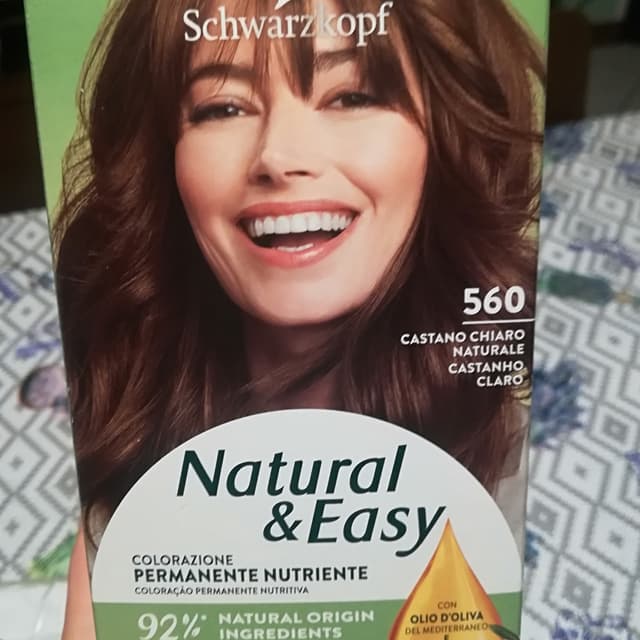 Schwarzkopf
560
CASTANO CHIARO
NATURALE
CASTANHO
CLARO
Natural
&Easy
COLORAZIONE
PERMANENTE NUTRIENTE
COLORAÇÃO PERMANENTE NUTRITIVA
92%* NATURAL ORIGIN
INGREDIENTS
CON
OLIO D'OLIVA
DEL MEDITERRANEO